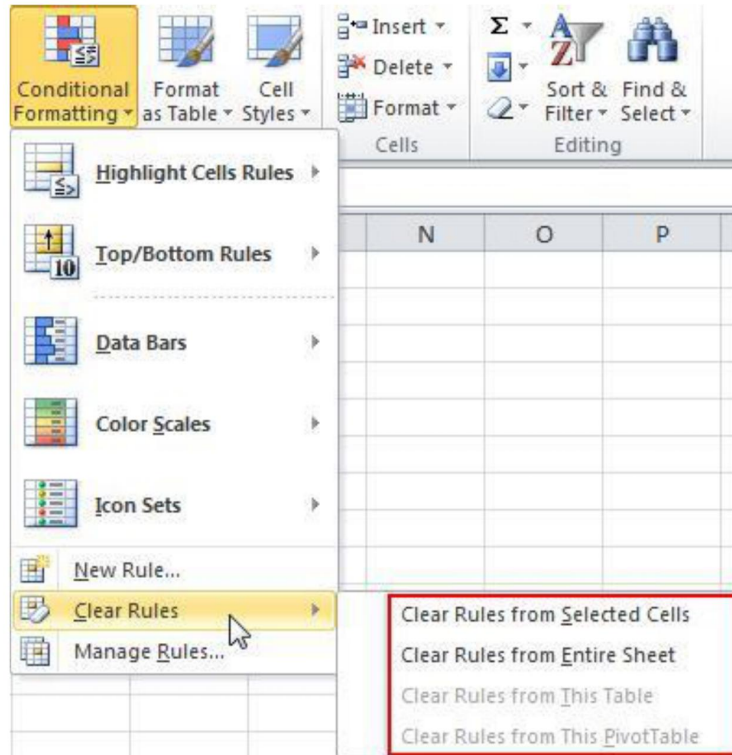 Conditional
Formatting
Format
as Table
Cell
Styles
Insert
Delete
Format
Cells
Σ
A
Z
Sort &
Filter
Find &
Select
Editing
≤
≥
Highlight Cells Rules
≤>
Top/Bottom Rules
10
Data Bars
Color Scales
Icon Sets
New Rule...
Clear Rules
Manage Rules...
N O P
Clear Rules from Selected Cells
Clear Rules from Entire Sheet
Clear Rules from This Table
Clear Rules from This PivotTable